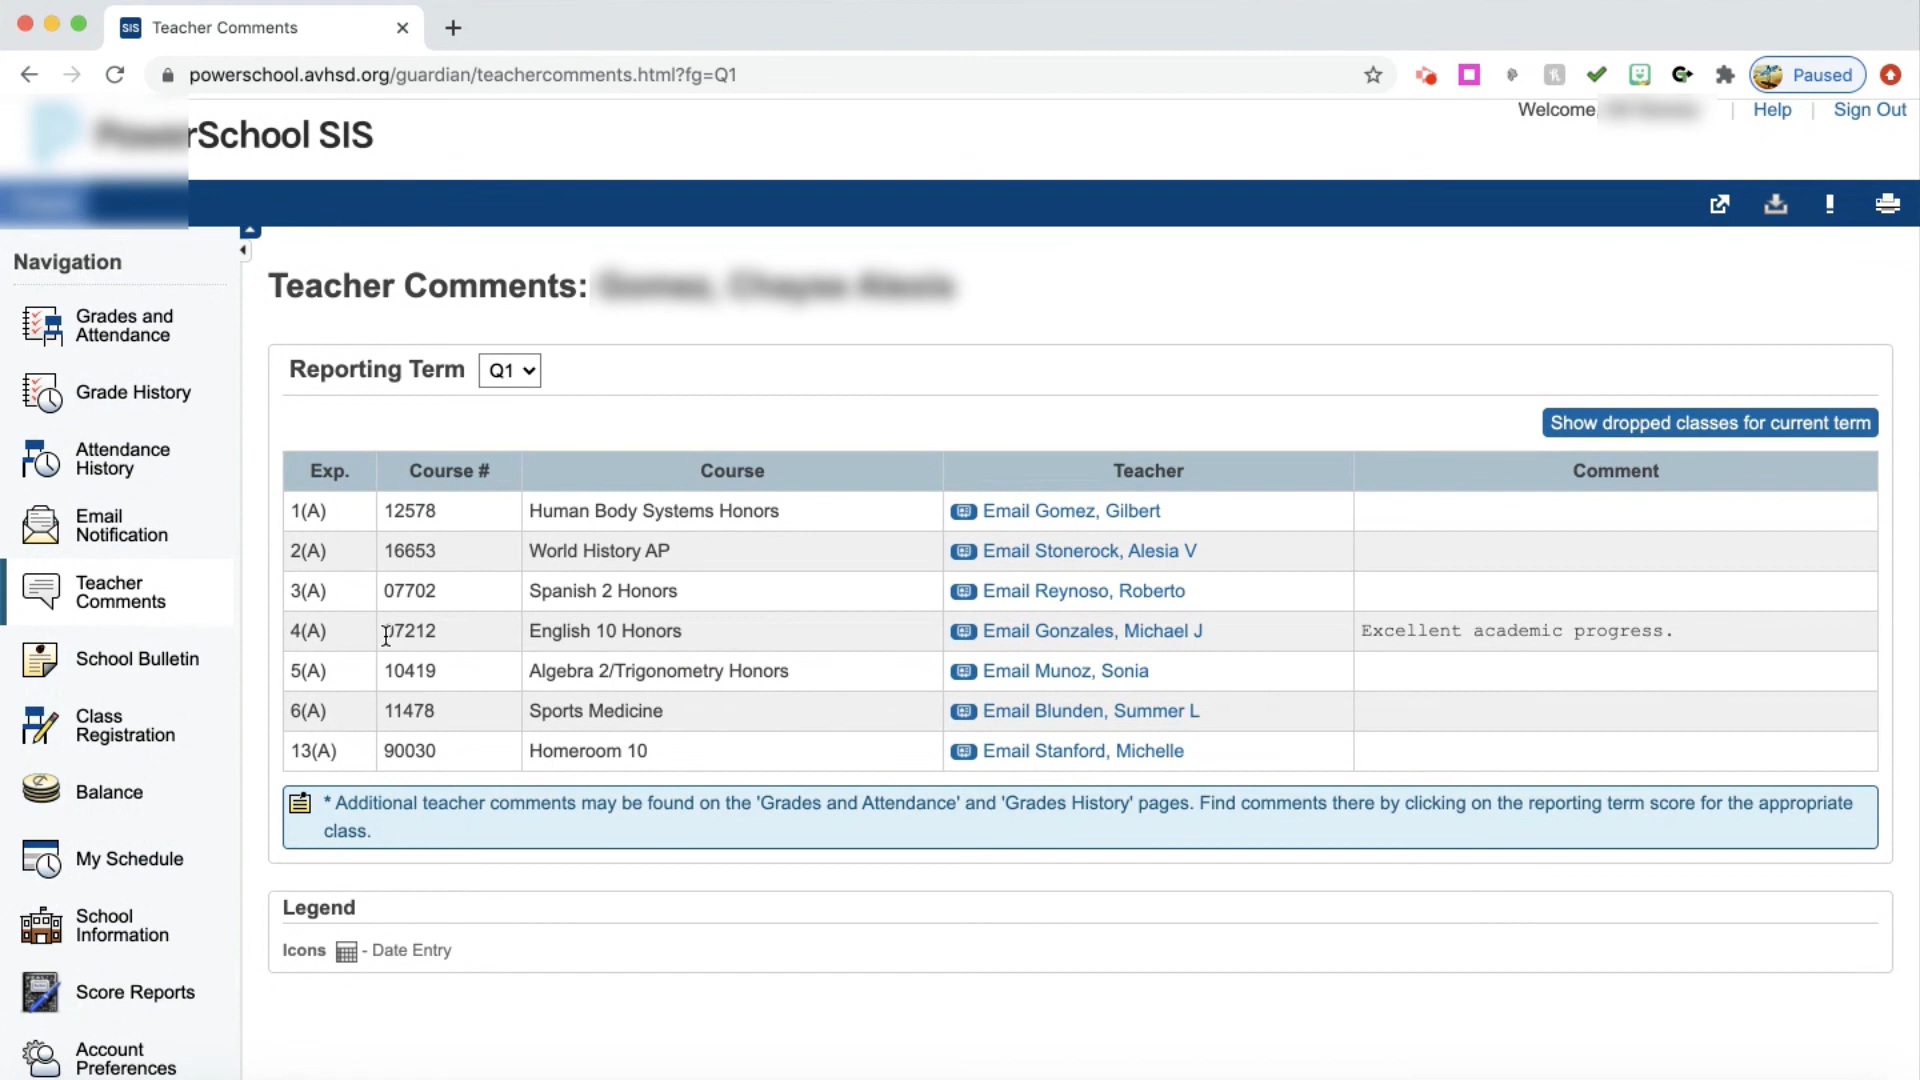 SIS Teacher Comments
powerschool.avhsd.org/guardian/teachercomments.html?fg=Q1
Paused
Welcome, Help Sign Out
PowerSchool SIS
Navigation
Grades and
Attendance
Grade History
Attendance
History
Email
Notification
Teacher
Comments
School Bulletin
Class
Registration
Balance
My Schedule
School
Information
Score Reports
Account
Preferences
Teacher Comments:
Reporting Term Q1
Show dropped classes for current term
Exp. Course # Course Teacher Comment
1(A) 12578 Human Body Systems Honors Email Gomez, Gilbert
2(A) 16653 World History AP Email Stonerock, Alesia V
3(A) 07702 Spanish 2 Honors Email Reynoso, Roberto
4(A) 07212 English 10 Honors Email Gonzales, Michael J Excellent academic progress.
5(A) 10419 Algebra 2/Trigonometry Honors Email Munoz, Sonia
6(A) 11478 Sports Medicine Email Blunden, Summer L
13(A) 90030 Homeroom 10 Email Stanford, Michelle
* Additional teacher comments may be found on the 'Grades and Attendance' and 'Grades History' pages. Find comments there by clicking on the reporting term score for the appropriate
class.
Legend
Icons - Date Entry